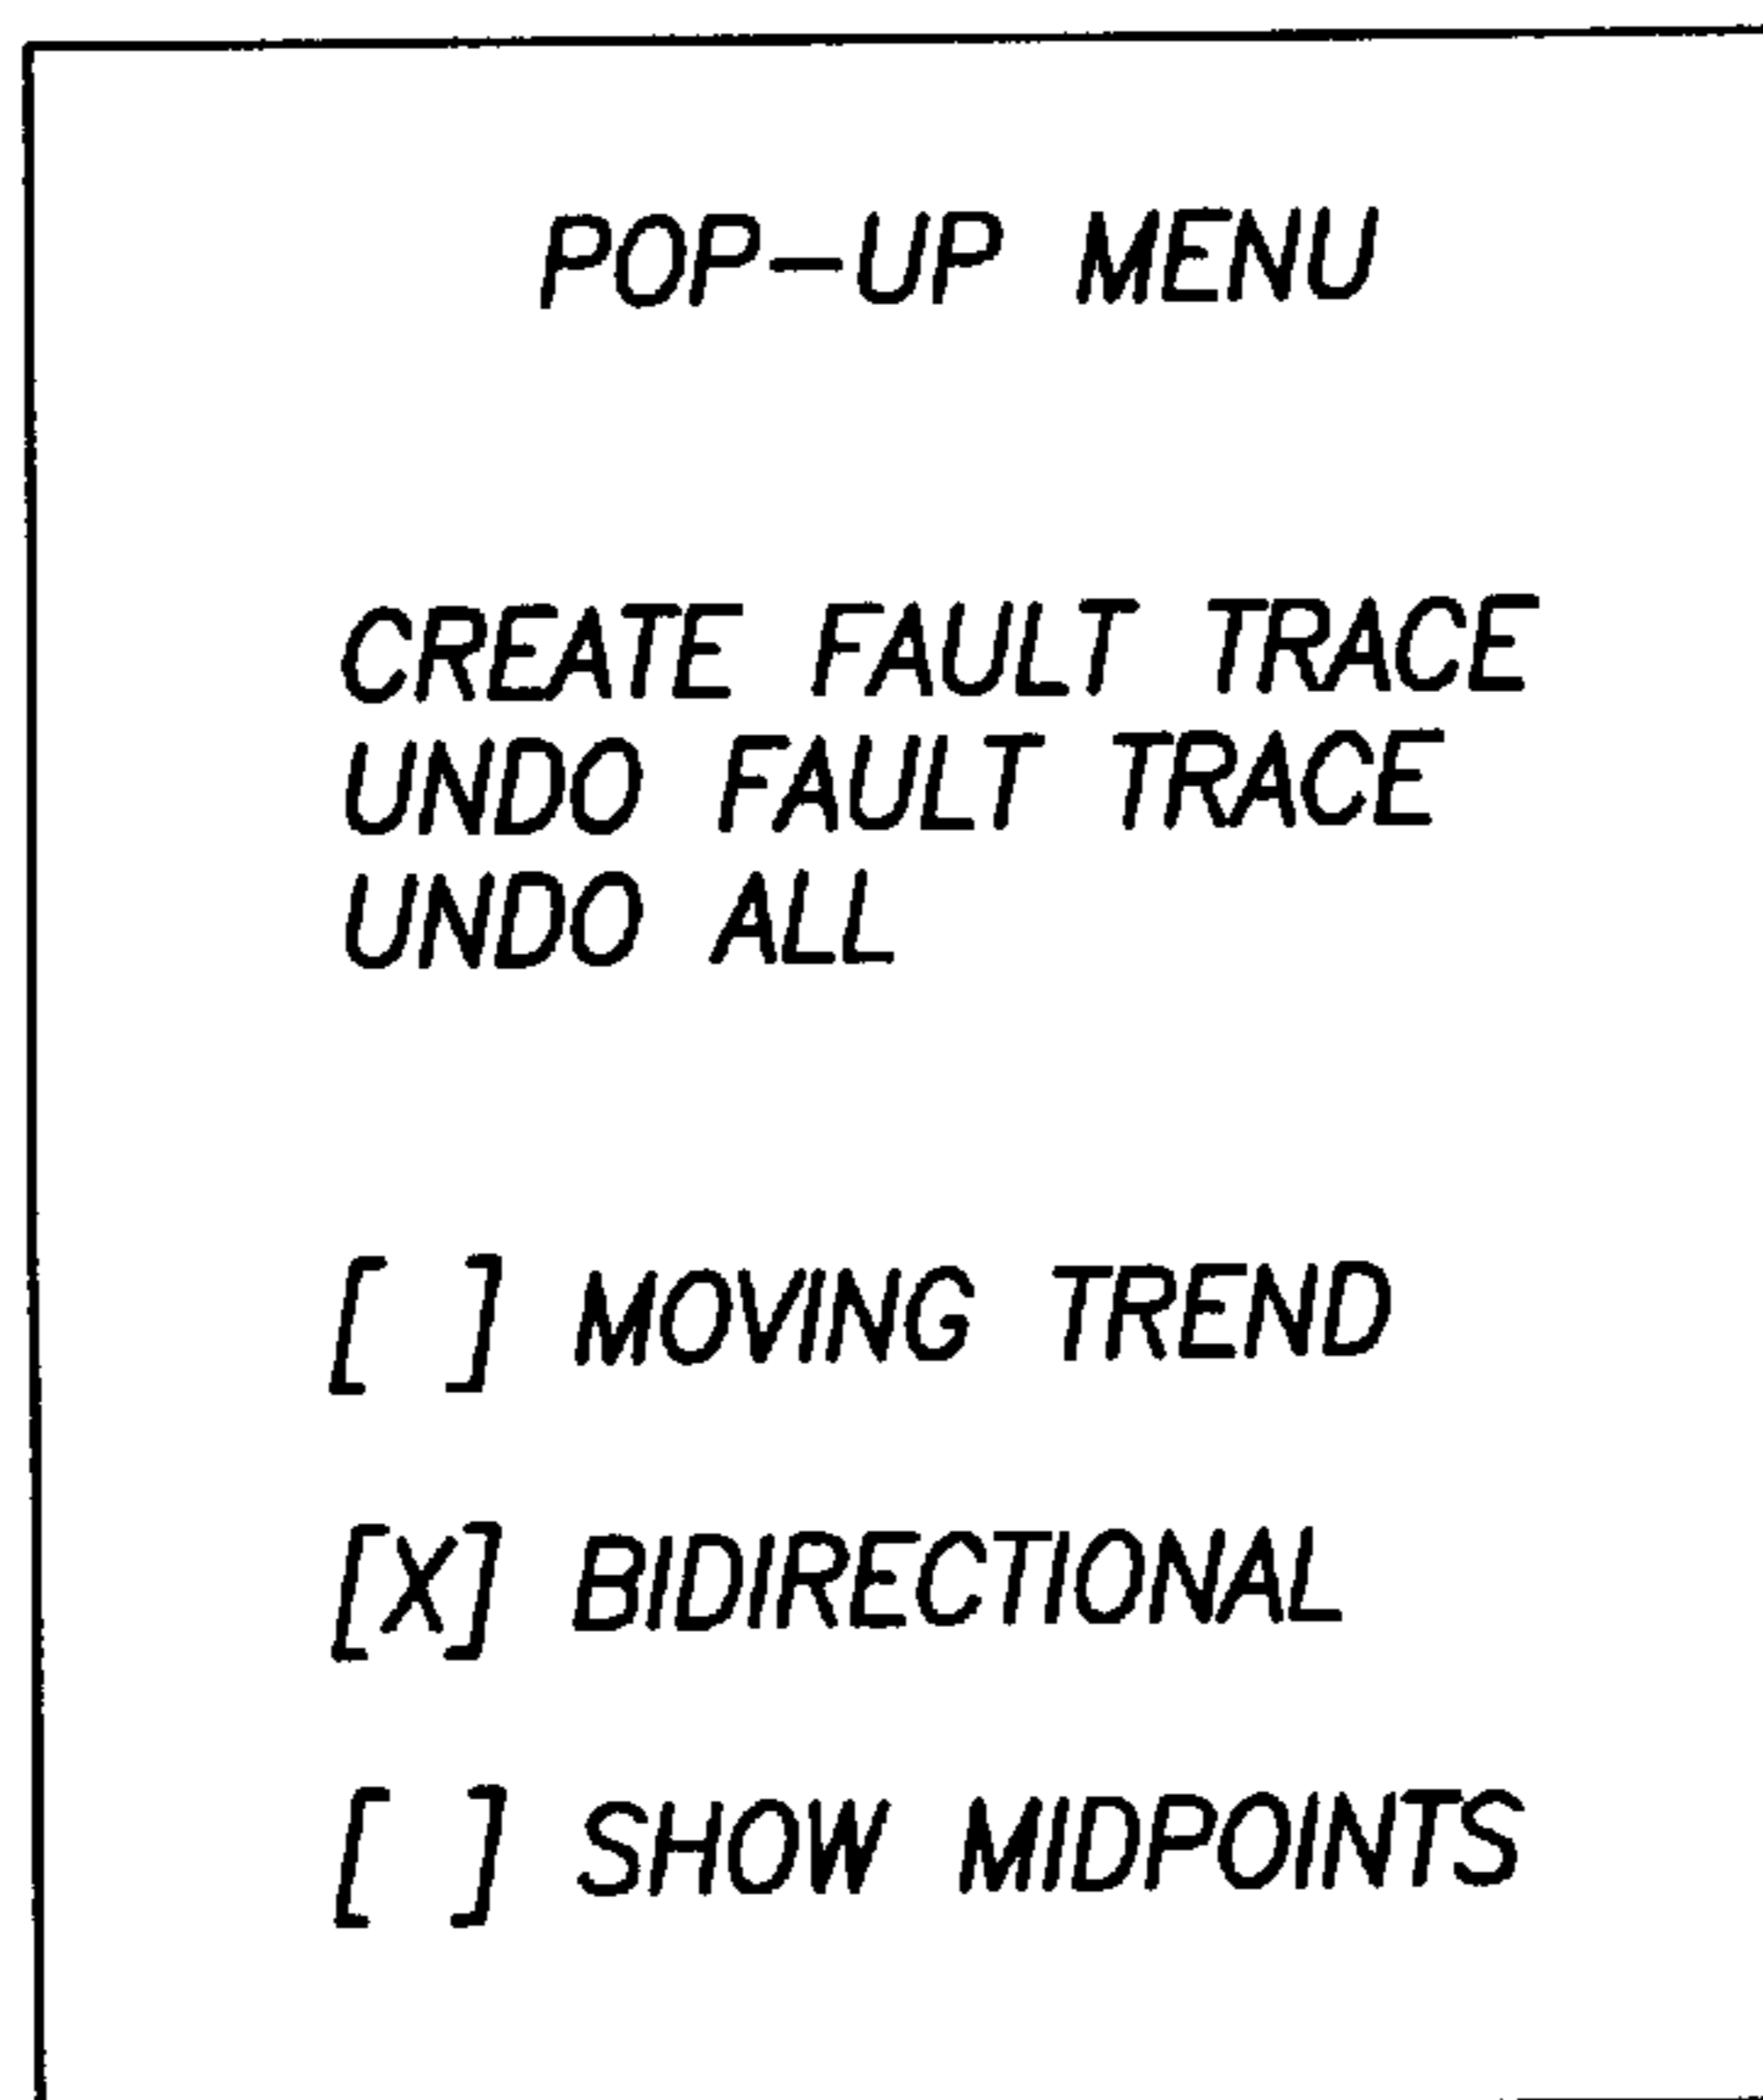 POP-UP MENU
CREATE FAULT TRACE
UNDO FAULT TRACE
UNDO ALL
[ ] MOVING TREND
[X] BIDIRECTIONAL
[ ] SHOW MIDPOINTS